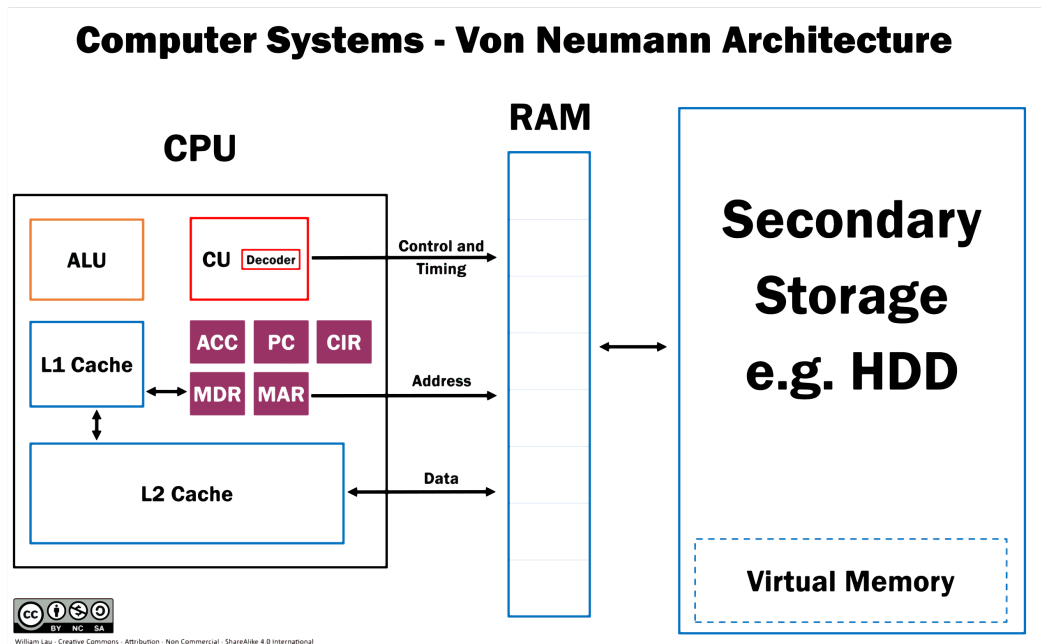 Computer Systems - Von Neumann Architecture
CPU
RAM
ALU
CU
Decoder
Control and
Timing
L1 Cache
ACC
PC
CIR
MDR
MAR
Address
L2 Cache
Data
Secondary
Storage
e.g. HDD
Virtual Memory
cc
BY NC SA
William Lau - Creative Commons - Attribution - Non Commercial - ShareAlike 4.0 International